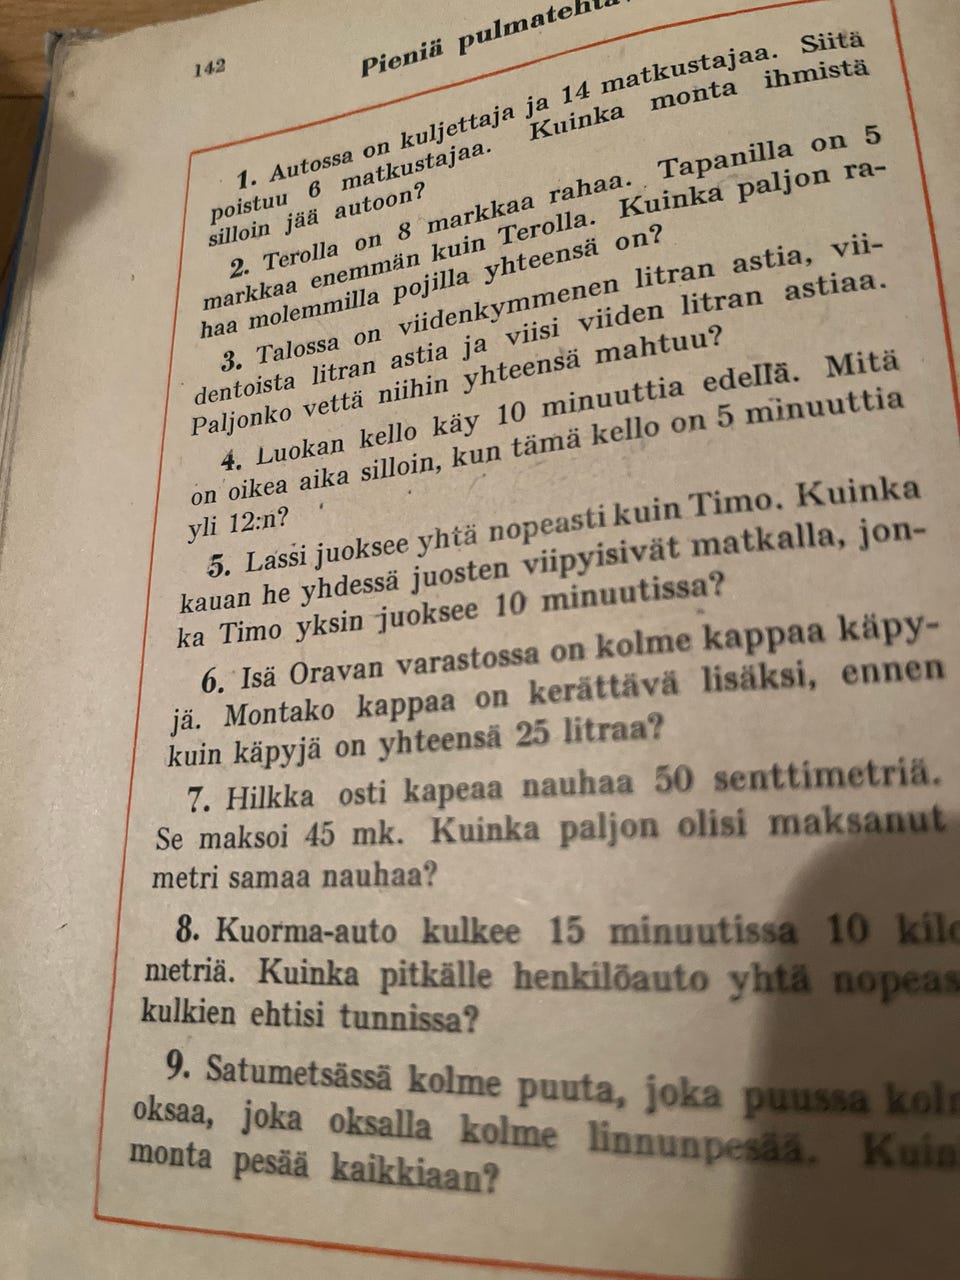 142
Pieniä
1. Autossa on kuljettaja ja 14 matkustajaa. Siitä
poistuu 6 matkustajaa. Kuinka monta ihmistä
silloin jää autoon?
2. Terolla on 8 markkaa rahaa. Tapanilla on 5
markkaa enemmän kuin Terolla. Kuinka paljon ra-
haa molemmilla pojilla yhteensä on?
3. Talossa on viidenkymmenen litran astia, vii-
dentoista litran astia ja viisi viiden litran astiaa.
Paljonko vettä niihin yhteensä mahtuu?
4. Luokan kello käy 10 minuuttia edellä. Mitä
on oikea aika silloin, kun tämä kello on 5 minuuttia
yli 12:n?
5. Lassi juoksee yhtä nopeasti kuin Timo. Kuinka
kauan he yhdessä juosten viipyisivät matkalla, jon-
ka Timo yksin juoksee 10 minuutissa?
6. Isä Oravan varastossa on kolme kappaa käpy-
jä. Montako kappaa on kerättävä lisäksi, ennen
kuin käpyjä on yhteensä 25 litraa?
7. Hilkka osti kapeaa nauhaa 50 senttimetriä.
Se maksoi 45 mk. Kuinka paljon olisi maksanut
metri samaa nauhaa?
8. Kuorma-auto kulkee 15 minuutissa 10
metriä. Kuinka pitkälle henkilöauto yhtä
kulkien ehtisi tunnissa?
9. Satumetsässä kolme puuta, joka puussa
oksaa, joka oksalla kolme linnunpesää.
monta pesää kaikkiaan?